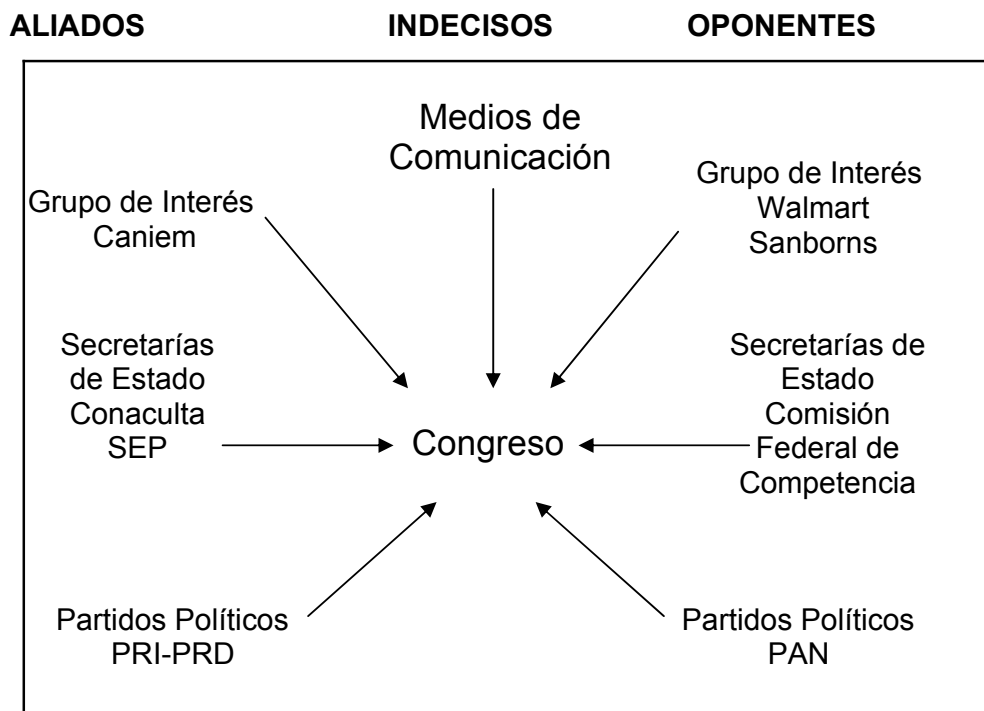 ALIADOS INDECISOS OPONENTES
Medios de
Comunicación
Grupo de Interés
Caniem
Grupo de Interés
Walmart
Sanborns
Secretarías
de Estado
Conaculta
SEP
Congreso
Secretarías de
Estado
Comisión
Federal de
Competencia
Partidos Políticos
PRI-PRD
Partidos Políticos
PAN